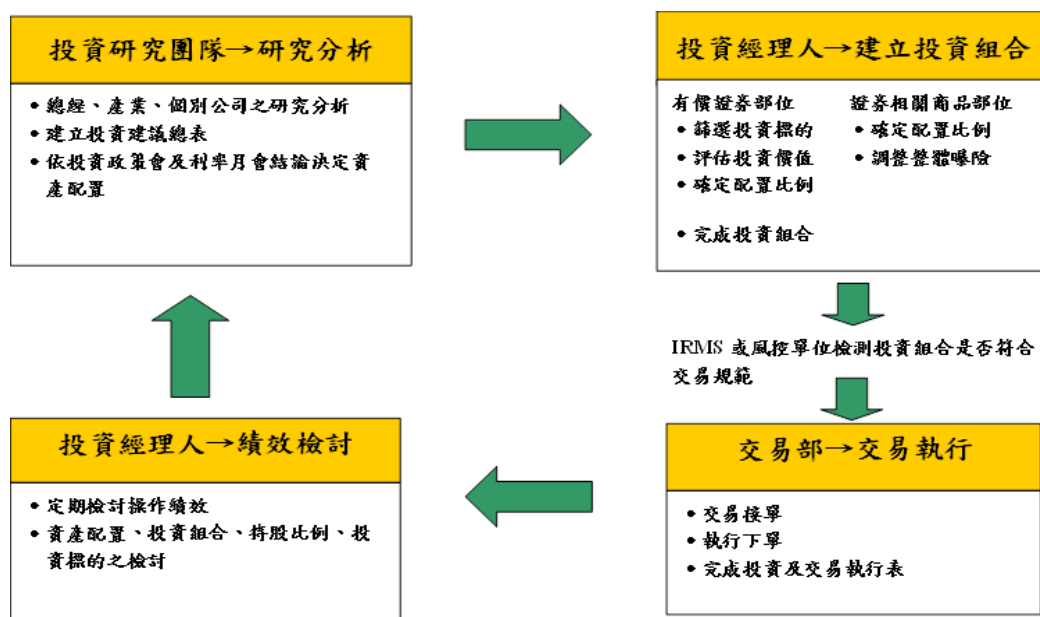 投資研究團隊→研究分析
• 總經、產業、個別公司之研究分析
• 建立投資建議總表
• 依投資政策會及利率月會結論決定資
產配置
投資經理人→建立投資組合
有價證券部位 證券相關商品部位
• 篩選投資標的 • 確定配置比例
• 評估投資價值 • 調整整體曝險
• 確定配置比例
• 完成投資組合
IRMS 或風控單位檢測投資組合是否符合
交易規範
交易部→交易執行
• 交易接單
• 執行下單
• 完成投資及交易執行表
投資經理人→績效檢討
• 定期檢討操作績效
• 資產配置、投資組合、持股比例、投
資標的之檢討